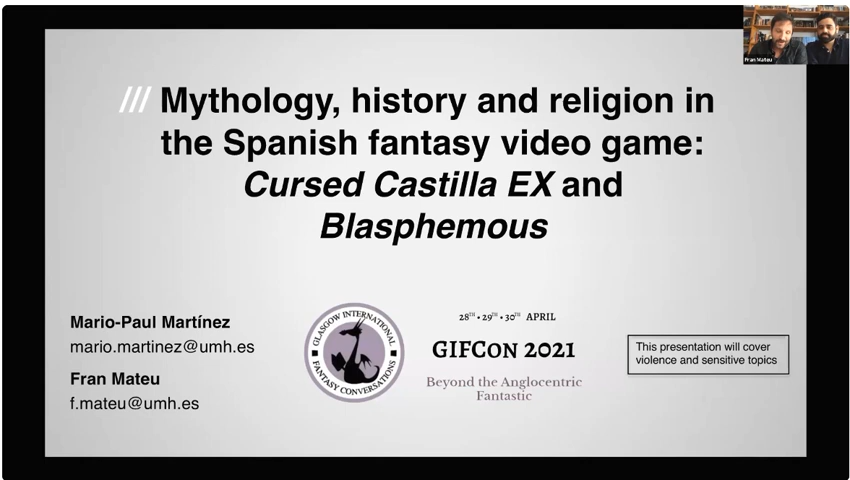 Fran Mateu
/// Mythology, history and religion in
the Spanish fantasy video game:
Cursed Castilla EX and
Blasphemous
Mario-Paul Martínez
mario.martinez@umh.es
Fran Mateu
f.mateu@umh.es
GLASGOW INTERNATIONAL
FANTASY CONVERSATIONS
28TH • 29TH • 30TH APRIL
GIFCON 2021
Beyond the Anglocentric
Fantastic
This presentation will cover
violence and sensitive topics